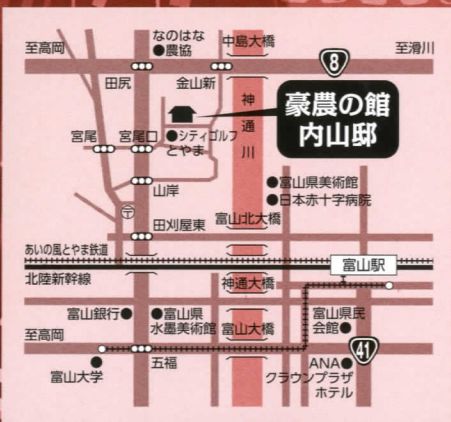 至高岡
なのはな
●農協
中島大橋
8
至滑川
田尻
金山新
豪農の館
内山邸
神通川
宮尾
宮尾口
●シティゴルフ
とやま
山岸
●富山県美術館
●日本赤十字病院
〒
田刈屋東
富山北大橋
あいの風とやま鉄道
北陸新幹線
富山駅
神通大橋
富山銀行●
●富山県
水墨美術館
富山大橋
富山県民
会館●
至高岡
41
●
富山大学
五福
ANA●
クラウンプラザ
ホテル